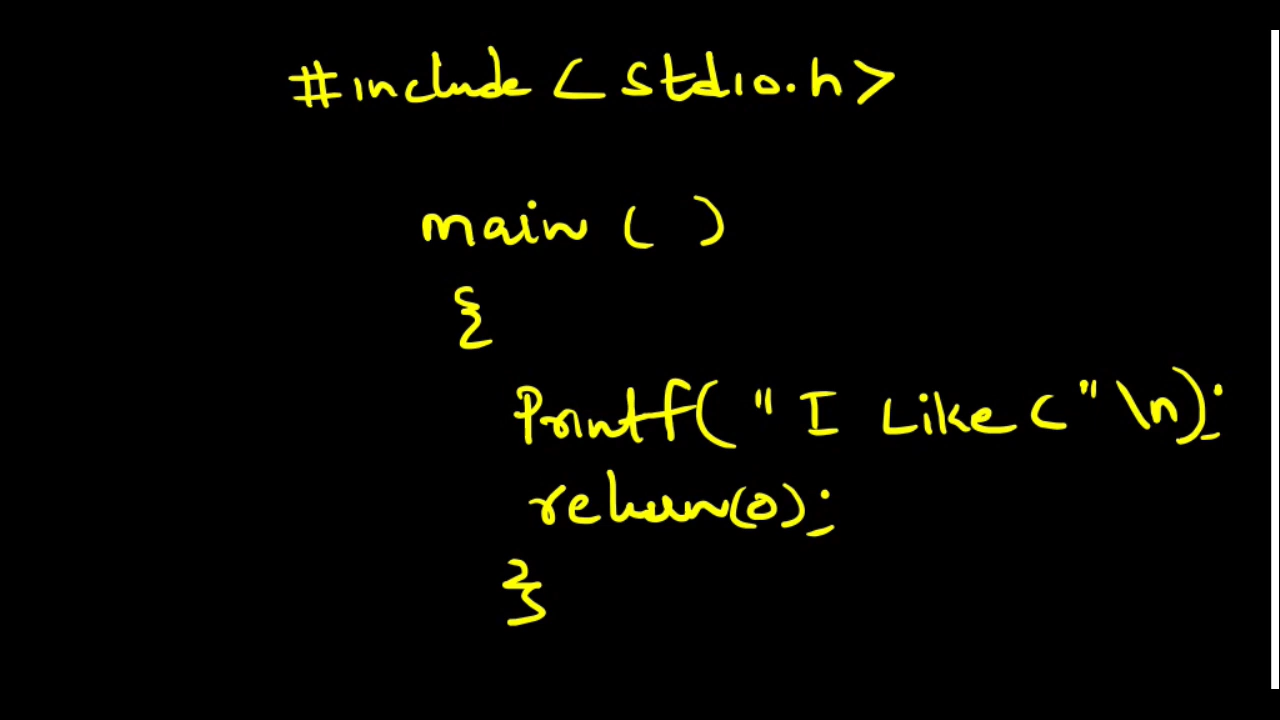 #include < stdio.h>
main ( )
{
Printf( "I Like C" \n);
return(0);
}